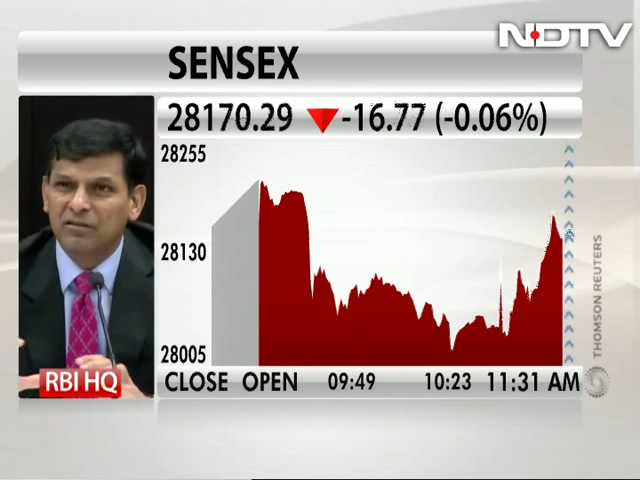 NDTV
SENSEX
28170.29 ▼ -16.77 (-0.06%)
28255
28130
28005
CLOSE OPEN 09:49 10:23 11:31 AM
RBI HQ
THOMSON REUTERS